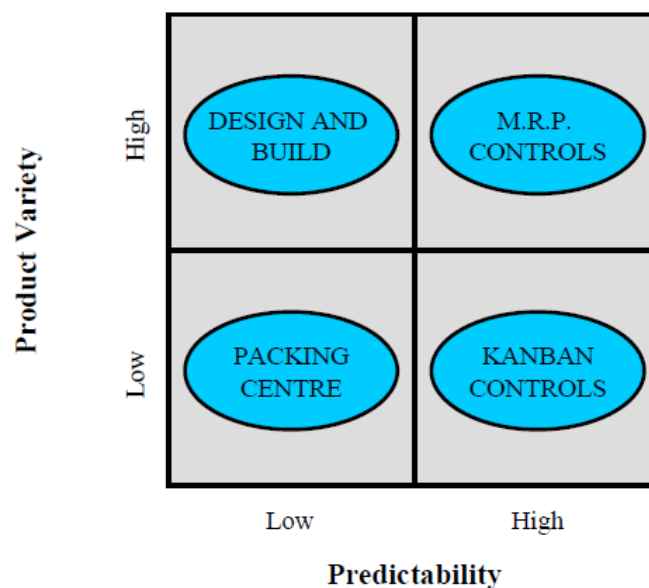 Product Variety
High
DESIGN AND
BUILD
M.R.P.
CONTROLS
Low
PACKING
CENTRE
KANBAN
CONTROLS
Low
High
Predictability